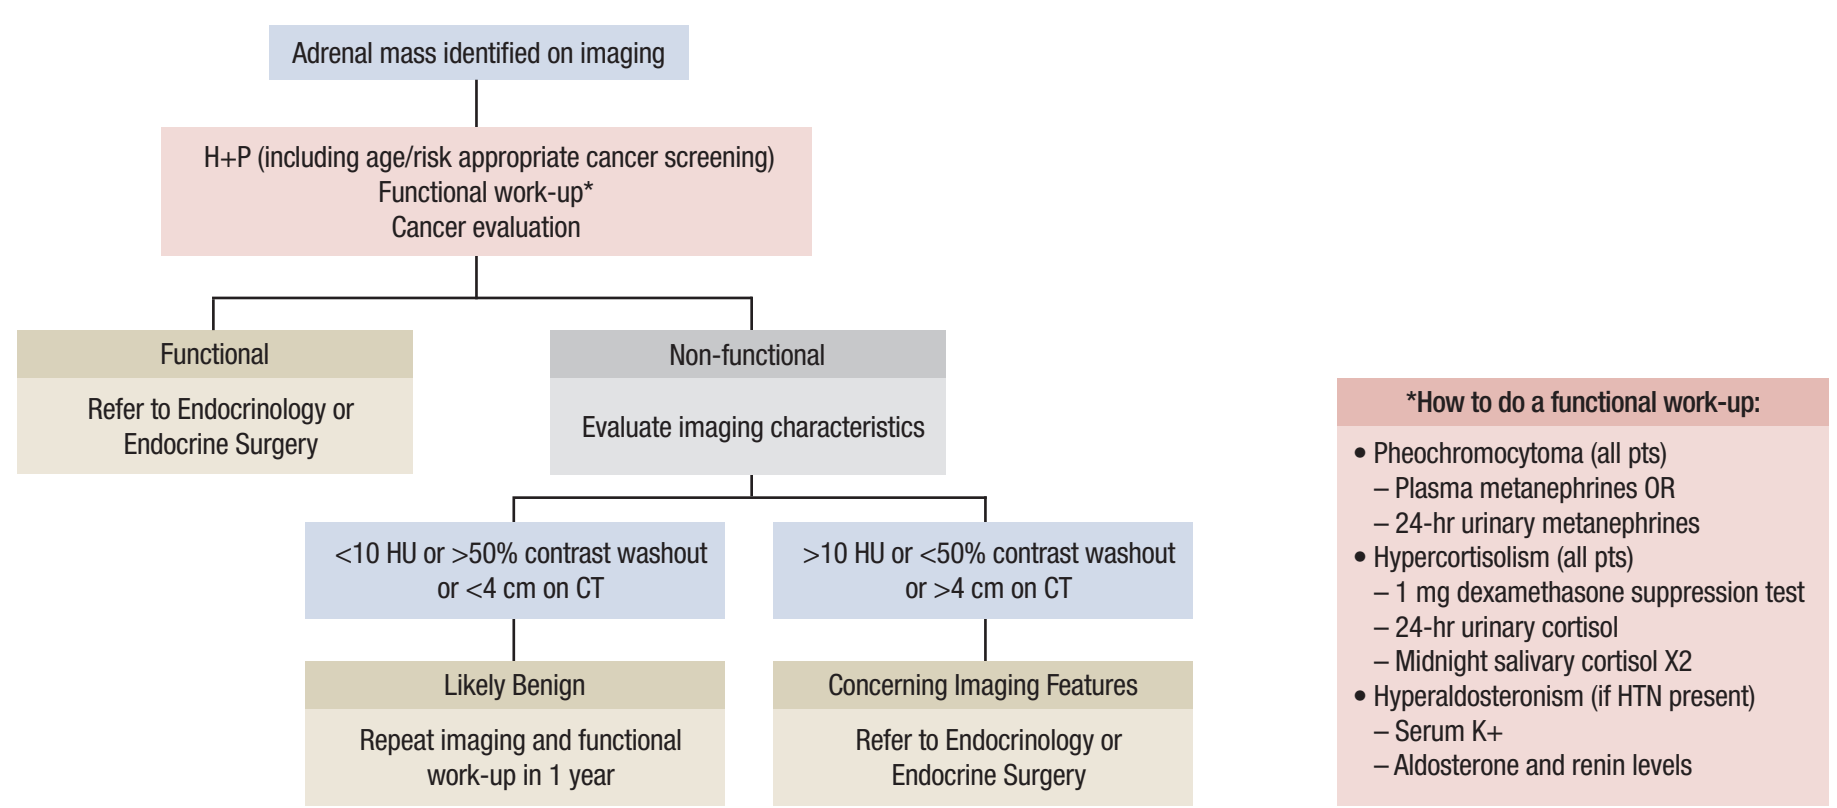 Adrenal mass identified on imaging
H+P (including age/risk appropriate cancer screening)
Functional work-up*
Cancer evaluation
Functional
Refer to Endocrinology or
Endocrine Surgery
Non-functional
Evaluate imaging characteristics
<10 HU or >50% contrast washout
or <4 cm on CT
>10 HU or <50% contrast washout
or >4 cm on CT
Likely Benign
Repeat imaging and functional
work-up in 1 year
Concerning Imaging Features
Refer to Endocrinology or
Endocrine Surgery
*How to do a functional work-up:
• Pheochromocytoma (all pts)
– Plasma metanephrines OR
– 24-hr urinary metanephrines
• Hypercortisolism (all pts)
– 1 mg dexamethasone suppression test
– 24-hr urinary cortisol
– Midnight salivary cortisol X2
• Hyperaldosteronism (if HTN present)
– Serum K+
– Aldosterone and renin levels